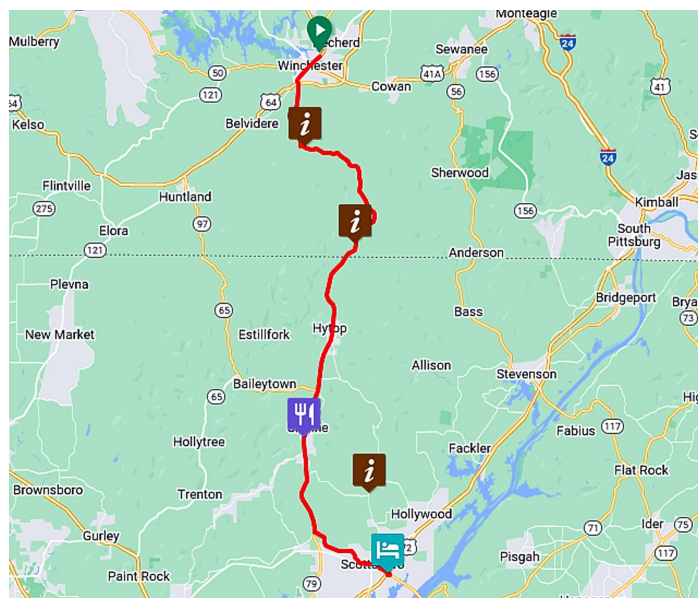 Monteagle
Mulberry
Sewanee
24
Winchester
50
41A
156
Cowan
56
41
121
64
Belvidere
Kelso
i
24
Sherwood
Flintville
Huntland
Kimball
275
156
i
97
South
Pittsburg
Elora
121
Anderson
Plevna
Bridgeport
65
Bass
73
New Market
Estillfork
Hytop
Allison
Stevenson
Baileytown
65
Fabius
117
Hollytree
Fackler
Flat Rock
i
Brownsboro
Trenton
Hollywood
Gurley
71
Ider
75
117
Pisgah
Paint Rock
79